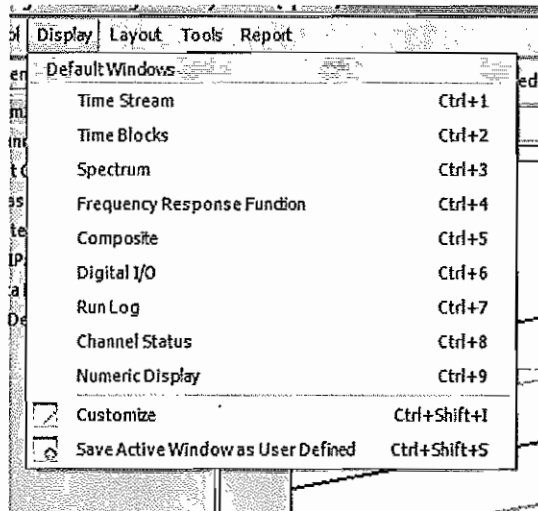 Display Layout Tools Report
Default Windows
Time Stream Ctrl+1
Time Blocks Ctrl+2
Spectrum Ctrl+3
Frequency Response Function Ctrl+4
Composite Ctrl+5
Digital I/O Ctrl+6
Run Log Ctrl+7
Channel Status Ctrl+8
Numeric Display Ctrl+9
Customize Ctrl+Shift+I
Save Active Window as User Defined Ctrl+Shift+S